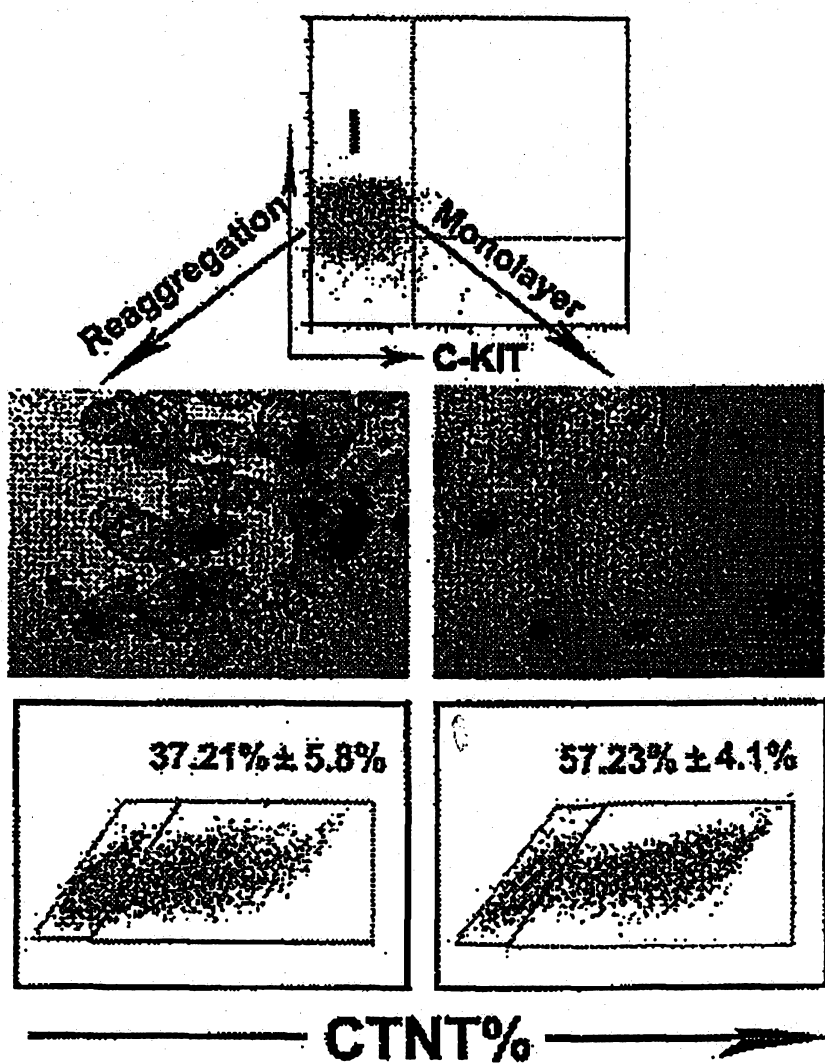 Reaggregation
Monolayer
C-KIT
37.21% ± 5.8%
57.23% ± 4.1%
CTNT%